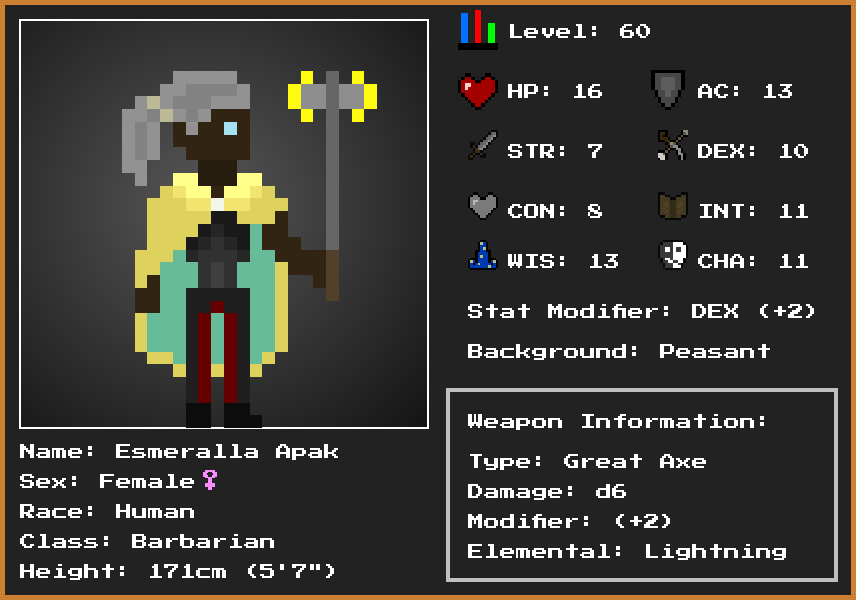 Level: 60
HP: 16
AC: 13
STR: 7
DEX: 10
CON: 8
INT: 11
WIS: 13
CHA: 11
Stat Modifier: DEX (+2)
Background: Peasant
Weapon Information:
Type: Great Axe
Damage: d6
Modifier: (+2)
Elemental: Lightning
Name: Esmeralla Apak
Sex: Female♀
Race: Human
Class: Barbarian
Height: 171cm (5'7")